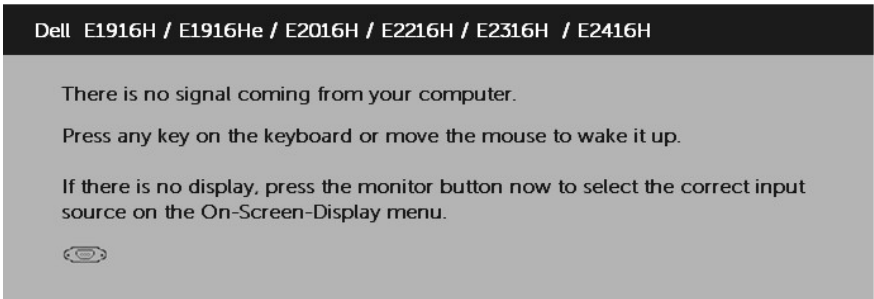 Dell E1916H / E1916He / E2016H / E2216H / E2316H / E2416H
There is no signal coming from your computer.
Press any key on the keyboard or move the mouse to wake it up.
If there is no display, press the monitor button now to select the correct input
source on the On-Screen-Display menu.